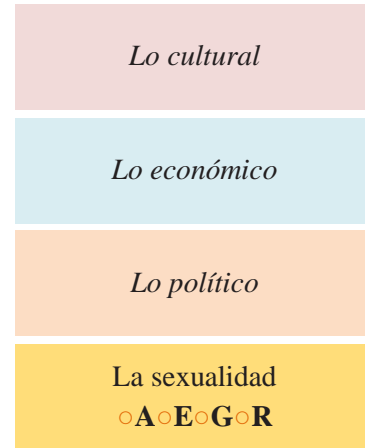 Lo cultural
Lo económico
Lo político
La sexualidad
○A○E○G○R